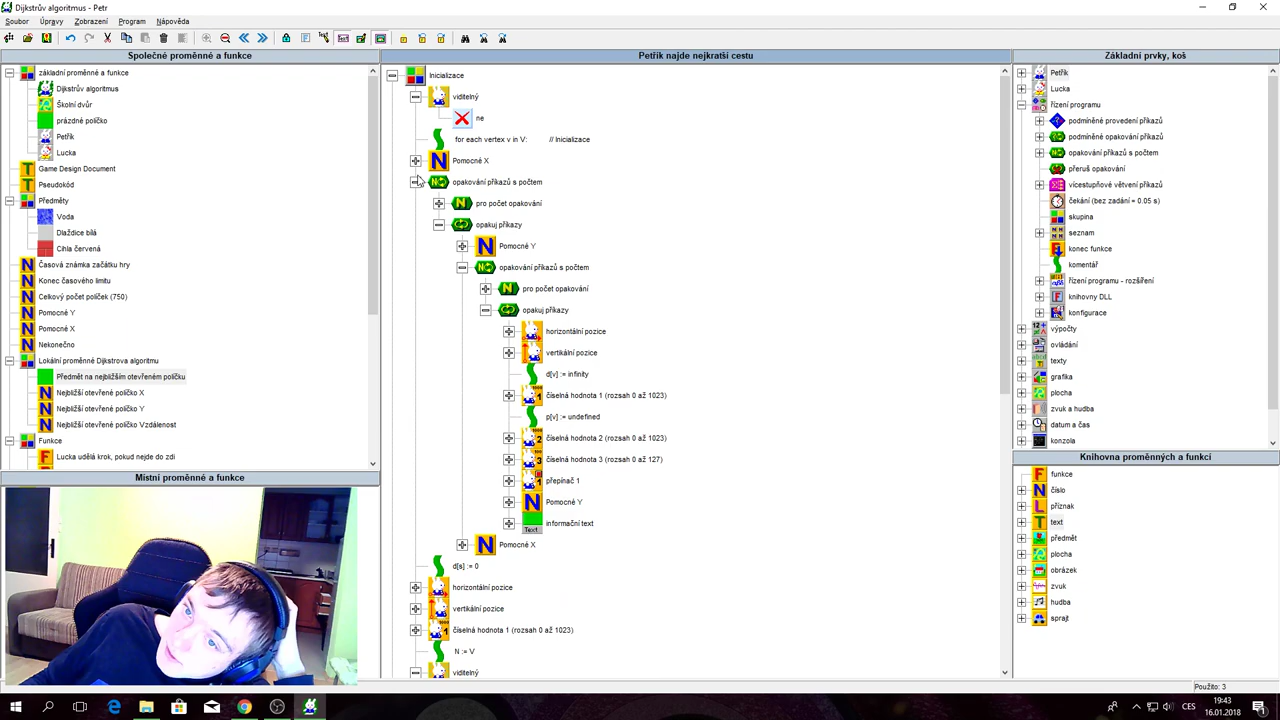 Dijkstrův algoritmus - Petr
Soubor Úpravy Zobrazení Program Nápověda
Společné proměnné a funkce
základní proměnné a funkce
Dijkstrův algoritmus
Školní dvůr
prázdné políčko
Petřík
Lucka
Game Design Document
Pseudokód
Předměty
Voda
Dlaždice bílá
Cihla červená
Časová známka začátku hry
Konec časového limitu
Celkový počet políček (750)
Pomocné Y
Pomocné X
Nekonečno
Lokální proměnné Dijkstrova algoritmu
Předmět na nejbližším otevřeném políčku
Nejbližší otevřené políčko X
Nejbližší otevřené políčko Y
Nejbližší otevřené políčko Vzdálenost
Funkce
Lucka udělá krok, pokud nejde do zdi
Místní proměnné a funkce
Petřík najde nejkratší cestu
Inicializace
viditelný
ne
for each vertex v in V: // Inicializace
Pomocné X
opakování příkazů s počtem
pro počet opakování
opakuj příkazy
Pomocné Y
opakování příkazů s počtem
pro počet opakování
opakuj příkazy
horizontální pozice
vertikální pozice
d[v] := infinity
číselná hodnota 1 (rozsah 0 až 1023)
p[v] := undefined
číselná hodnota 2 (rozsah 0 až 1023)
číselná hodnota 3 (rozsah 0 až 127)
přepínač 1
Pomocné Y
Text
informační text
Pomocné X
d[s] := 0
horizontální pozice
vertikální pozice
číselná hodnota 1 (rozsah 0 až 1023)
N := V
viditelný
Základní prvky, koš
Petřík
Lucka
řízení programu
podmíněné provedení příkazů
podmíněné opakování příkazů
opakování příkazů s počtem
přeruš opakování
vícestupňové větvení příkazů
čekání (bez zadání = 0.05 s)
skupina
seznam
konec funkce
komentář
řízení programu - rozšíření
knihovny DLL
konfigurace
výpočty
ovládání
texty
grafika
plocha
zvuk a hudba
datum a čas
konzola
Knihovna proměnných a funkcí
funkce
číslo
příznak
text
předmět
plocha
obrázek
zvuk
hudba
sprajt
Použito: 3
CES
19:43
16.01.2018